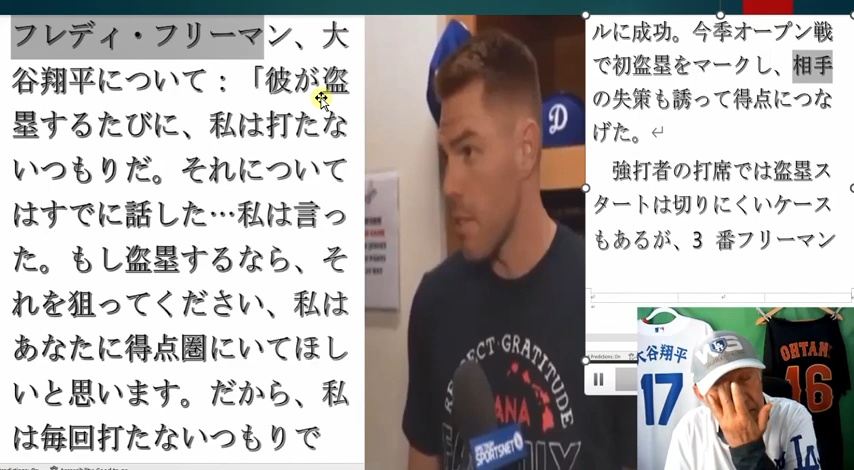 フレディ・フリーマン、大
谷翔平について：「彼が盗
塁するたびに、私は打たな
いつもりだ。それについて
はすでに話した…私は言っ
た。もし盗塁するなら、そ
れを狙ってください、私は
あなたに得点圏にいてほし
いと思います。だから、私
は毎回打たないつもりで
ルに成功。今季オープン戦
で初盗塁をマークし、相手
の失策も誘って得点につな
げた。
強打者の打席では盗塁ス
タートは切りにくいケース
もあるが、3 番フリーマン
D
RESPECT·GRATITUDE
SPORTSNET
大谷翔平
17
OHTANI
16
WS